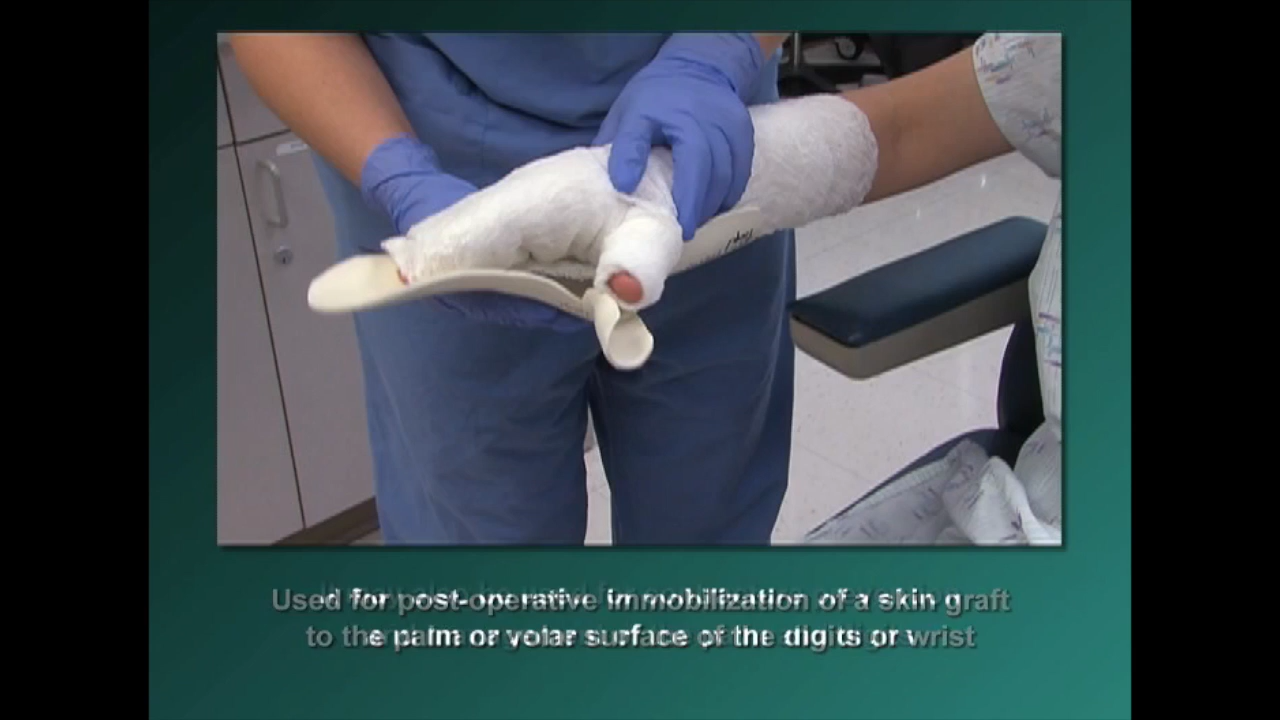 Used for post-operative immobilization of a skin graft
to the palm or volar surface of the digits or wrist